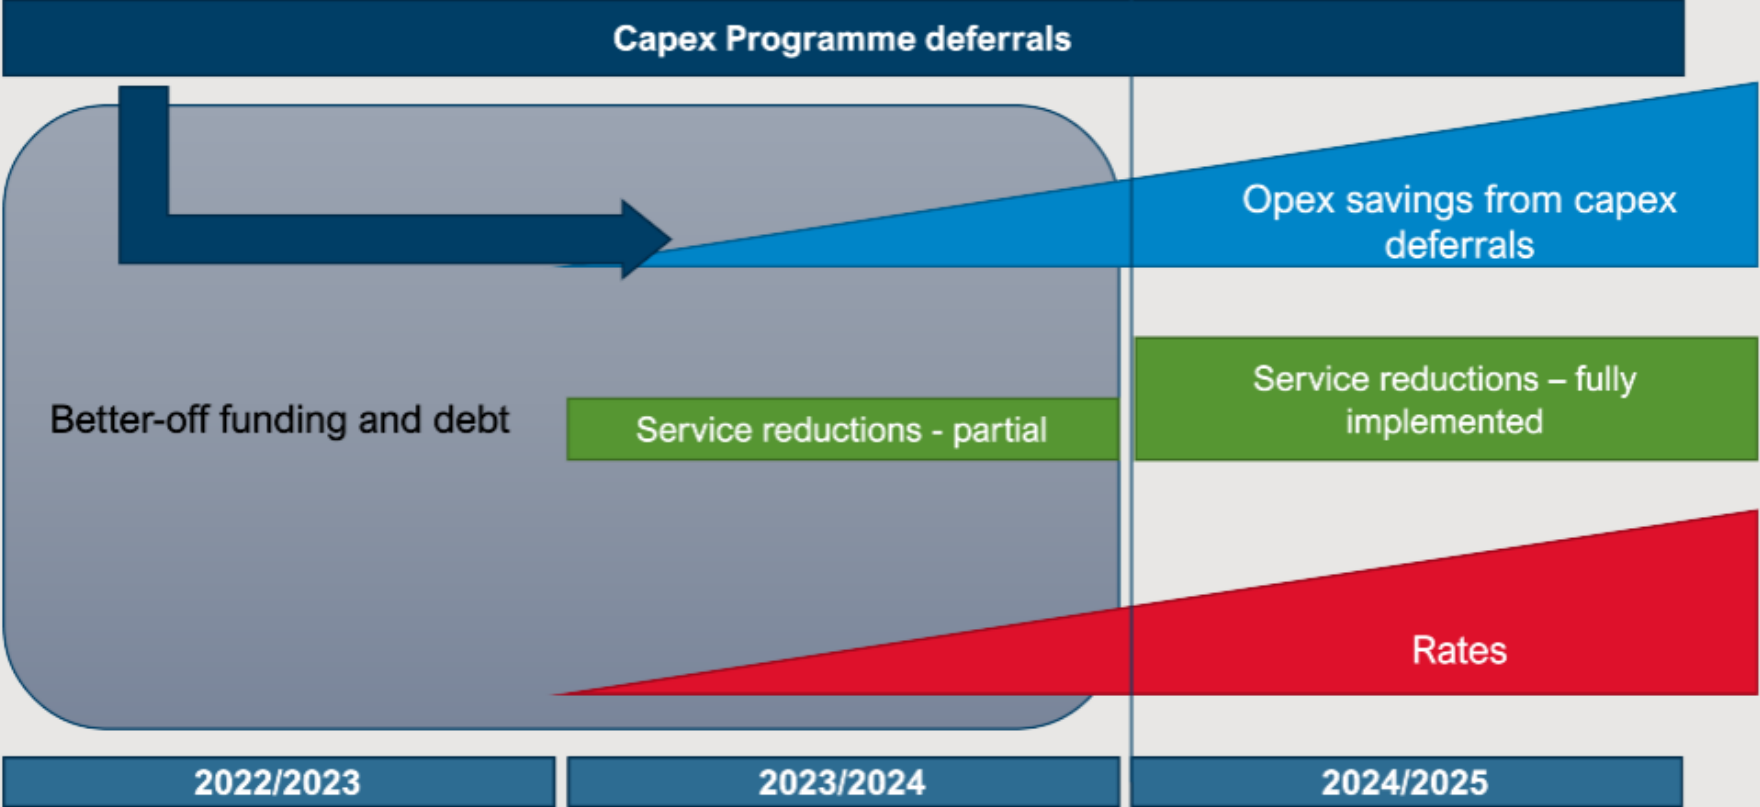 Capex Programme deferrals
Opex savings from capex
deferrals
Better-off funding and debt
Service reductions - partial
Service reductions – fully
implemented
Rates
2022/2023
2023/2024
2024/2025